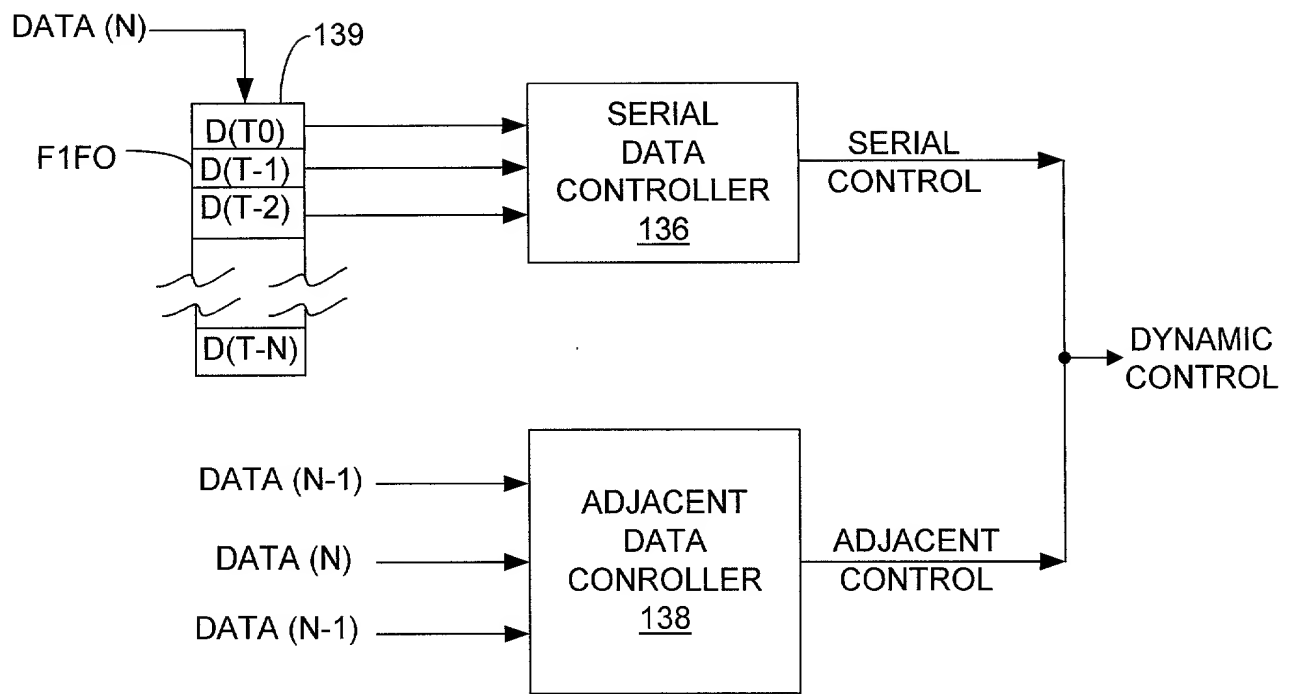 DATA (N)
139
F1FO
D(T0)
D(T-1)
D(T-2)
D(T-N)
SERIAL
DATA
CONTROLLER
136
SERIAL
CONTROL
DYNAMIC
CONTROL
DATA (N-1)
DATA (N)
DATA (N-1)
ADJACENT
DATA
CONROLLER
138
ADJACENT
CONTROL